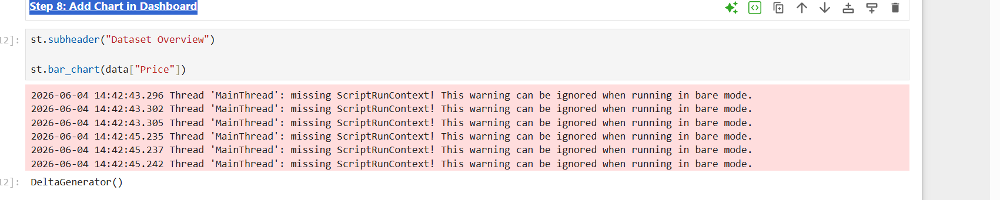 Step 8: Add Chart in Dashboard
12]:
st.subheader("Dataset Overview")
st.bar_chart(data["Price"])
2026-06-04 14:42:43.296 Thread 'MainThread': missing ScriptRunContext! This warning can be ignored when running in bare mode.
2026-06-04 14:42:43.302 Thread 'MainThread': missing ScriptRunContext! This warning can be ignored when running in bare mode.
2026-06-04 14:42:43.305 Thread 'MainThread': missing ScriptRunContext! This warning can be ignored when running in bare mode.
2026-06-04 14:42:45.235 Thread 'MainThread': missing ScriptRunContext! This warning can be ignored when running in bare mode.
2026-06-04 14:42:45.237 Thread 'MainThread': missing ScriptRunContext! This warning can be ignored when running in bare mode.
2026-06-04 14:42:45.242 Thread 'MainThread': missing ScriptRunContext! This warning can be ignored when running in bare mode.
12]:
DeltaGenerator()